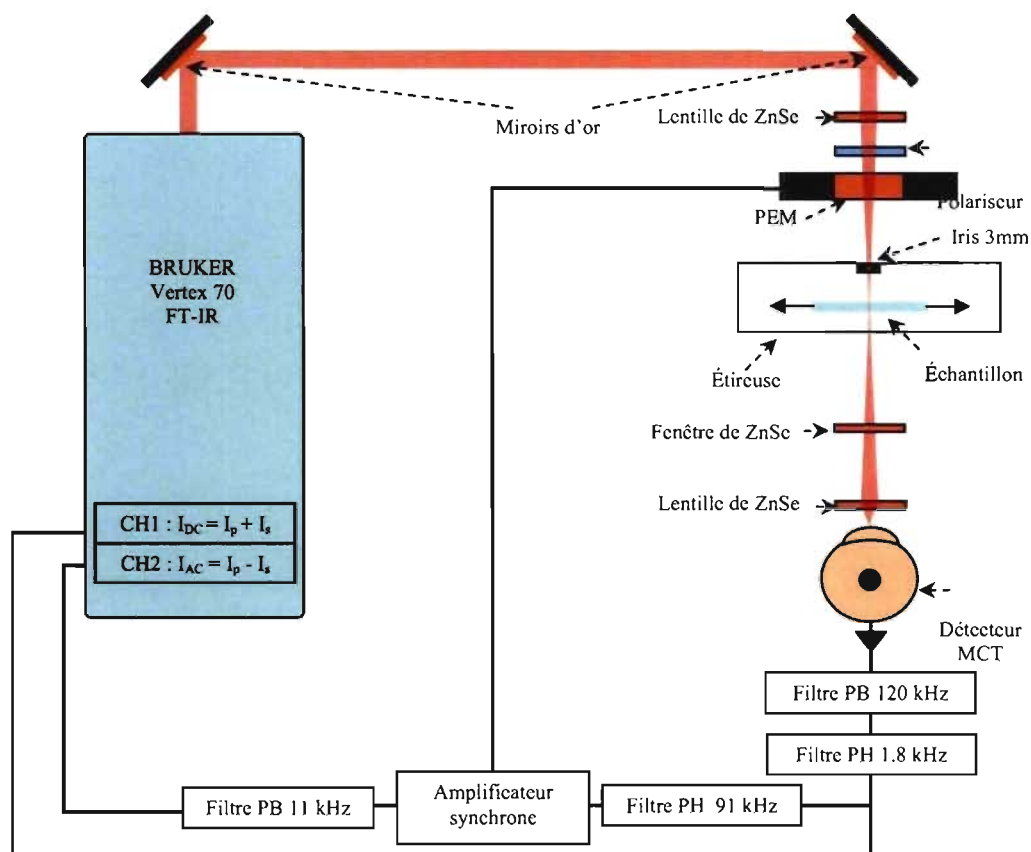 Miroirs d'or
Lentille de ZnSe
Polariseur
PEM
Iris 3mm
BRUKER
Vertex 70
FT-IR
Étireuse
Échantillon
Fenêtre de ZnSe
Lentille de ZnSe
CH1 : I_DC = I_p + I_s
CH2 : I_AC = I_p - I_s
Détecteur
MCT
Filtre PB 120 kHz
Filtre PH 1.8 kHz
Filtre PB 11 kHz
Amplificateur
synchrone
Filtre PH 91 kHz